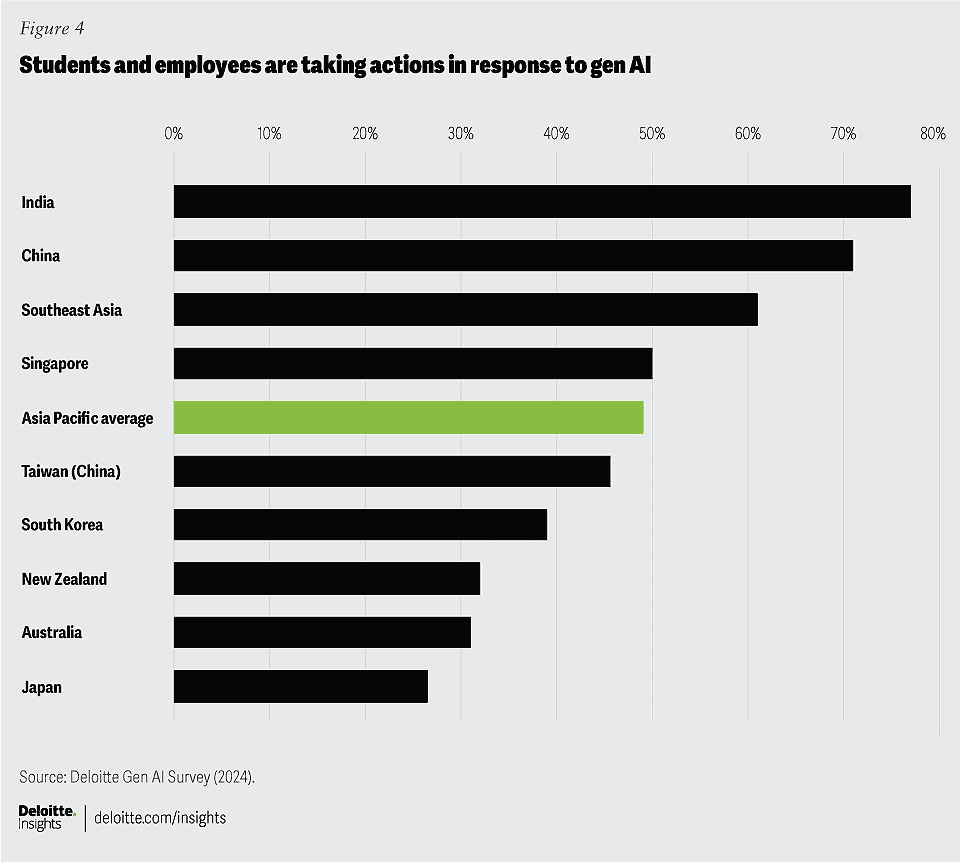 Figure 4
Students and employees are taking actions in response to gen AI
0% 10% 20% 30% 40% 50% 60% 70% 80%
India
China
Southeast Asia
Singapore
Asia Pacific average
Taiwan (China)
South Korea
New Zealand
Australia
Japan
Source: Deloitte Gen AI Survey (2024).
Deloitte.
Insights
deloitte.com/insights